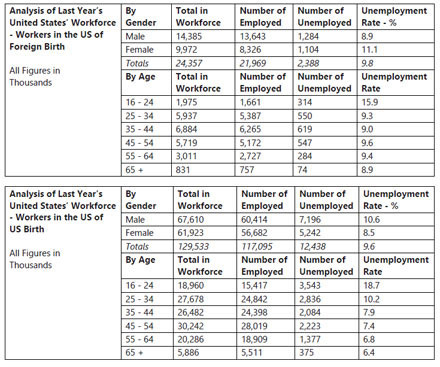 Analysis of Last Year's
United States' Workforce
- Workers in the US of
Foreign Birth
All Figures in
Thousands
By Gender Total in Workforce Number of Employed Number of Unemployed Unemployment Rate - %
Male 14,385 13,643 1,284 8.9
Female 9,972 8,326 1,104 11.1
Totals 24,357 21,969 2,388 9.8
By Age Total in Workforce Number of Employed Number of Unemployed Unemployment Rate
16 - 24 1,975 1,661 314 15.9
25 - 34 5,937 5,387 550 9.3
35 - 44 6,884 6,265 619 9.0
45 - 54 5,719 5,172 547 9.6
55 - 64 3,011 2,727 284 9.4
65 + 831 757 74 8.9
Analysis of Last Year's
United States' Workforce
- Workers in the US of
US Birth
All Figures in
Thousands
By Gender Total in Workforce Number of Employed Number of Unemployed Unemployment Rate - %
Male 67,610 60,414 7,196 10.6
Female 61,923 56,682 5,242 8.5
Totals 129,533 117,095 12,438 9.6
By Age Total in Workforce Number of Employed Number of Unemployed Unemployment Rate
16 - 24 18,960 15,417 3,543 18.7
25 - 34 27,678 24,842 2,836 10.2
35 - 44 26,482 24,398 2,084 7.9
45 - 54 30,242 28,019 2,223 7.4
55 - 64 20,286 18,909 1,377 6.8
65 + 5,886 5,511 375 6.4